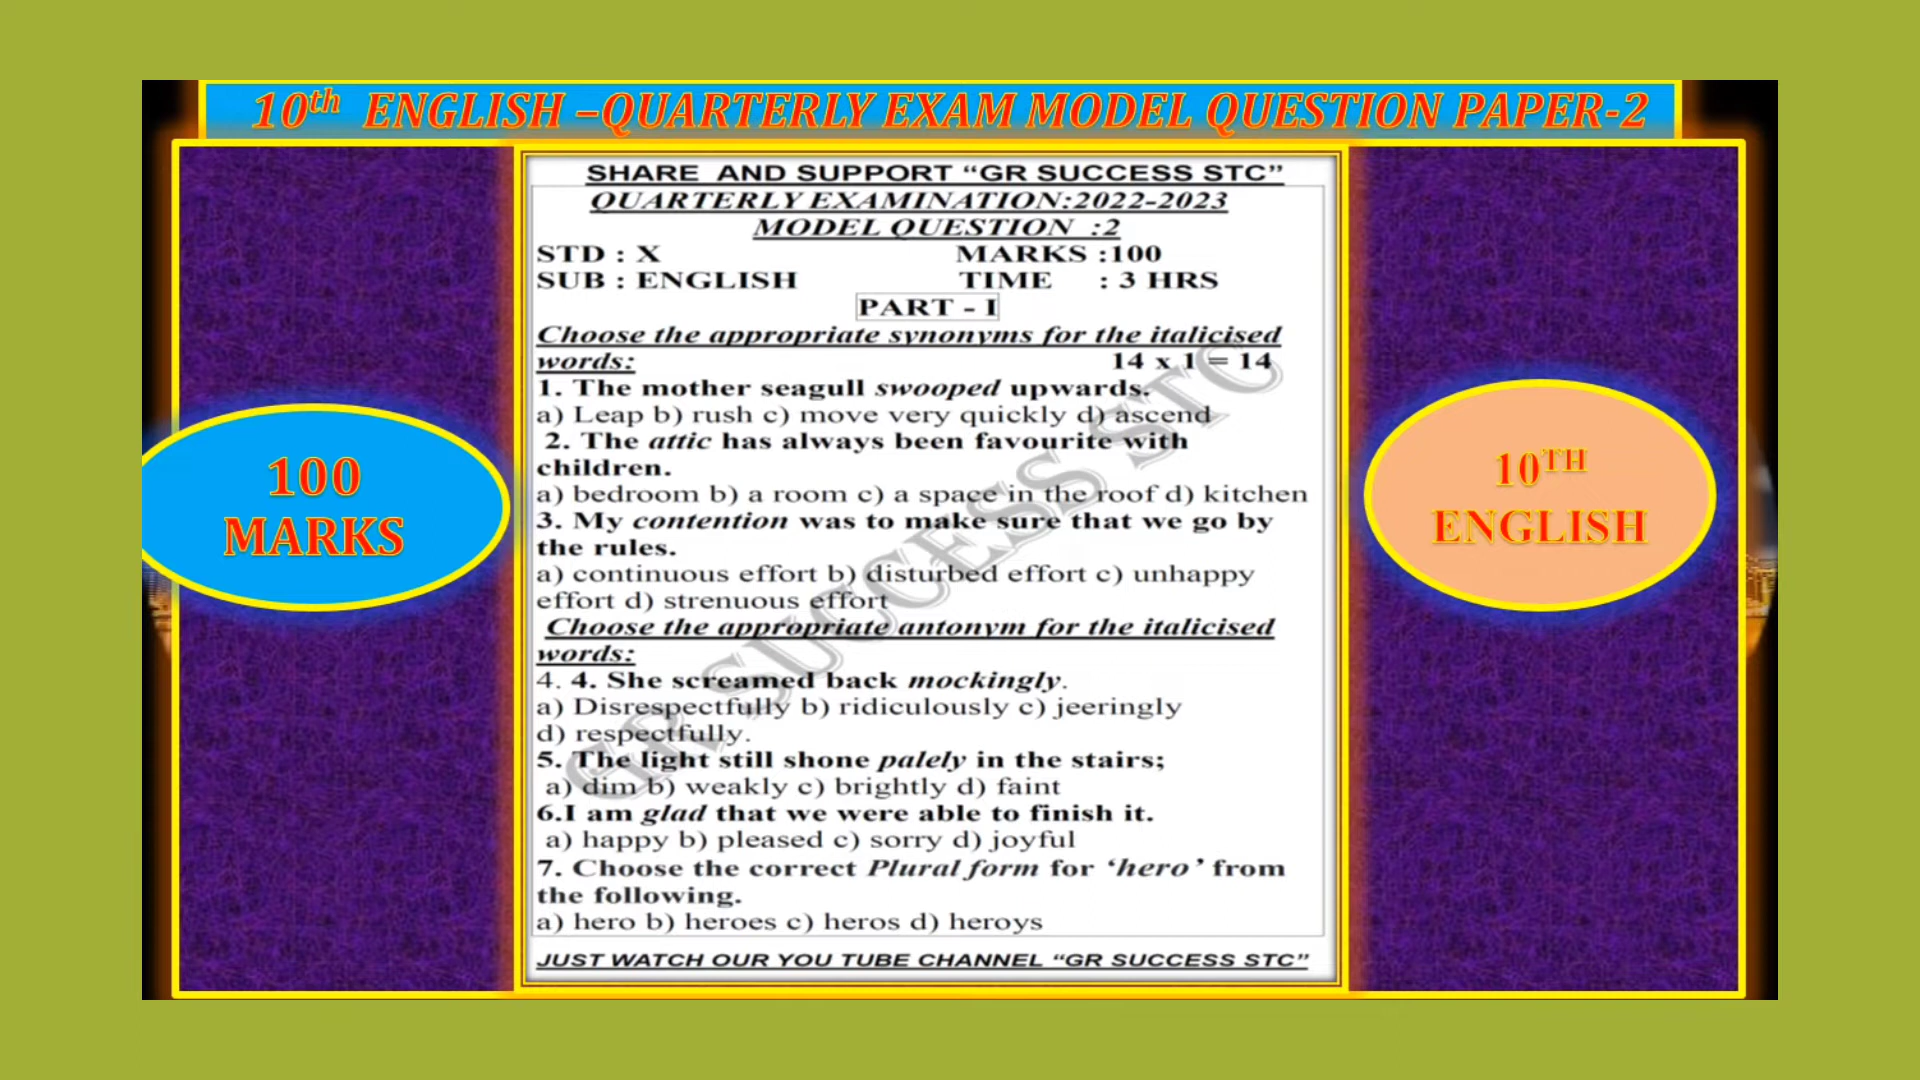 10th ENGLISH –QUARTERLY EXAM MODEL QUESTION PAPER-2
SHARE AND SUPPORT “GR SUCCESS STC”
QUARTERLY EXAMINATION:2022-2023
MODEL QUESTION :2
STD : X MARKS :100
SUB : ENGLISH TIME : 3 HRS
PART - I
Choose the appropriate synonyms for the italicised
words: 14 x 1 = 14
1. The mother seagull swooped upwards.
a) Leap b) rush c) move very quickly d) ascend
2. The attic has always been favourite with
children.
a) bedroom b) a room c) a space in the roof d) kitchen
3. My contention was to make sure that we go by
the rules.
a) continuous effort b) disturbed effort c) unhappy
effort d) strenuous effort
Choose the appropriate antonym for the italicised
words:
4. 4. She screamed back mockingly.
a) Disrespectfully b) ridiculously c) jeeringly
d) respectfully.
5. The light still shone palely in the stairs;
a) dim b) weakly c) brightly d) faint
6.I am glad that we were able to finish it.
a) happy b) pleased c) sorry d) joyful
7. Choose the correct Plural form for ‘hero’ from
the following.
a) hero b) heroes c) heros d) heroys
JUST WATCH OUR YOU TUBE CHANNEL “GR SUCCESS STC”
GR SUCCESS STC
100
MARKS
10TH
ENGLISH